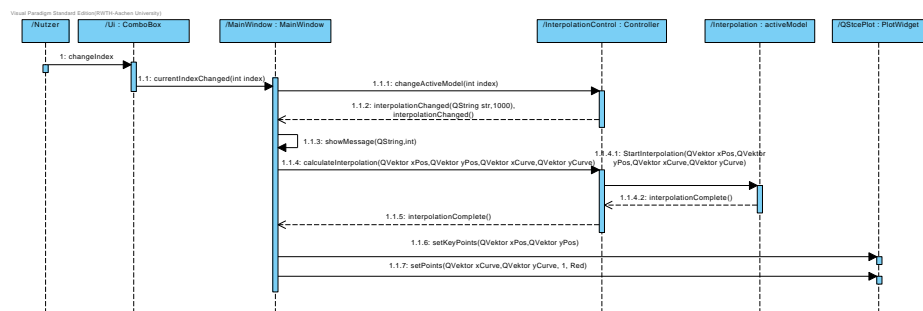 Visual Paradigm Standard Edition(RWTH-Aachen University)
/Nutzer
/Ui : ComboBox
/MainWindow : MainWindow
/InterpolationControl : Controller
/Interpolation : activeModel
/QStcePlot : PlotWidget
1: changeIndex
1.1: currentIndexChanged(int index)
1.1.1: changeActiveModel(int index)
1.1.2: interpolationChanged(QString str,1000),
interpolationChanged()
1.1.3: showMessage(QString,int)
1.1.4: calculateInterpolation(QVektor xPos,QVektor yPos,QVektor xCurve,QVektor yCurve)
1.1.4.1: StartInterpolation(QVektor xPos,QVektor
yPos,QVektor xCurve,QVektor yCurve)
1.1.4.2: interpolationComplete()
1.1.5: interpolationComplete()
1.1.6: setKeyPoints(QVektor xPos,QVektor yPos)
1.1.7: setPoints(QVektor xCurve,QVektor yCurve, 1, Red)